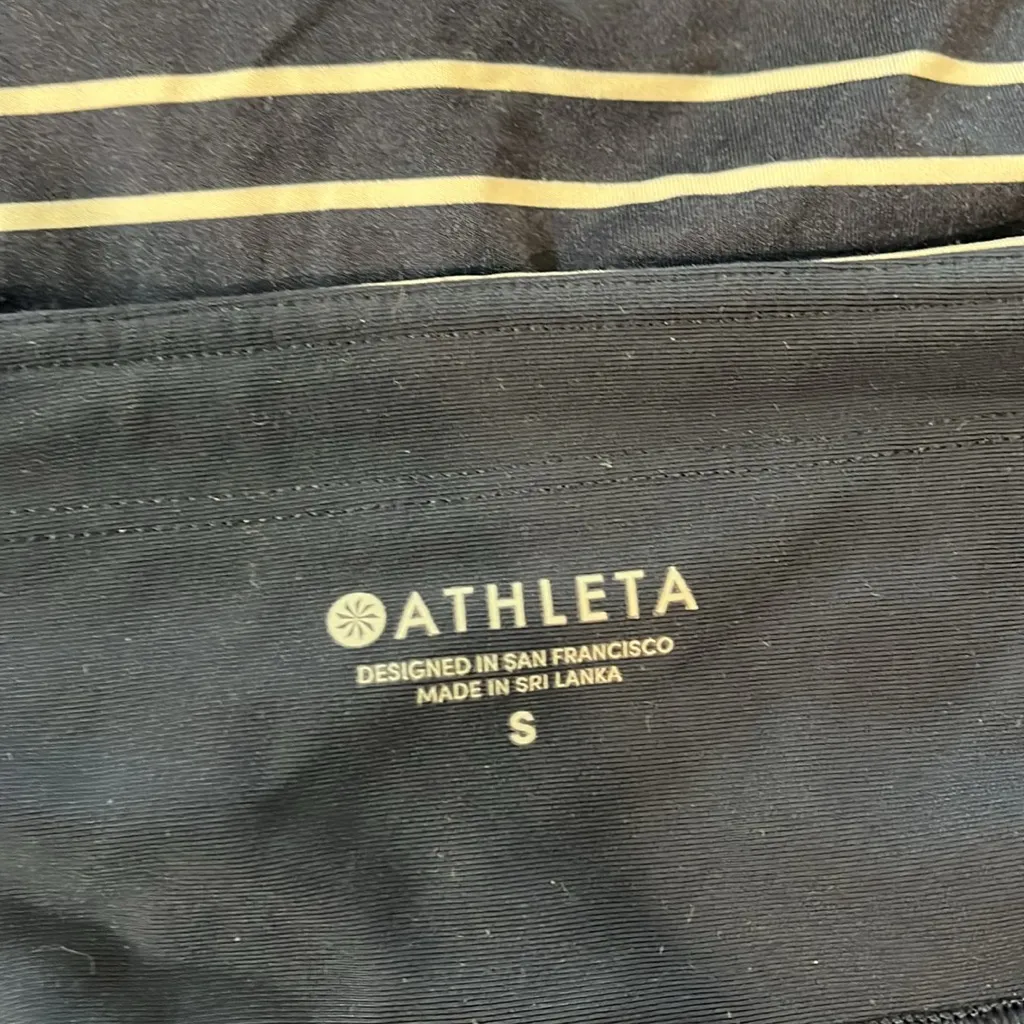 ATHLETA
DESIGNED IN SAN FRANCISCO
MADE IN SRI LANKA
S